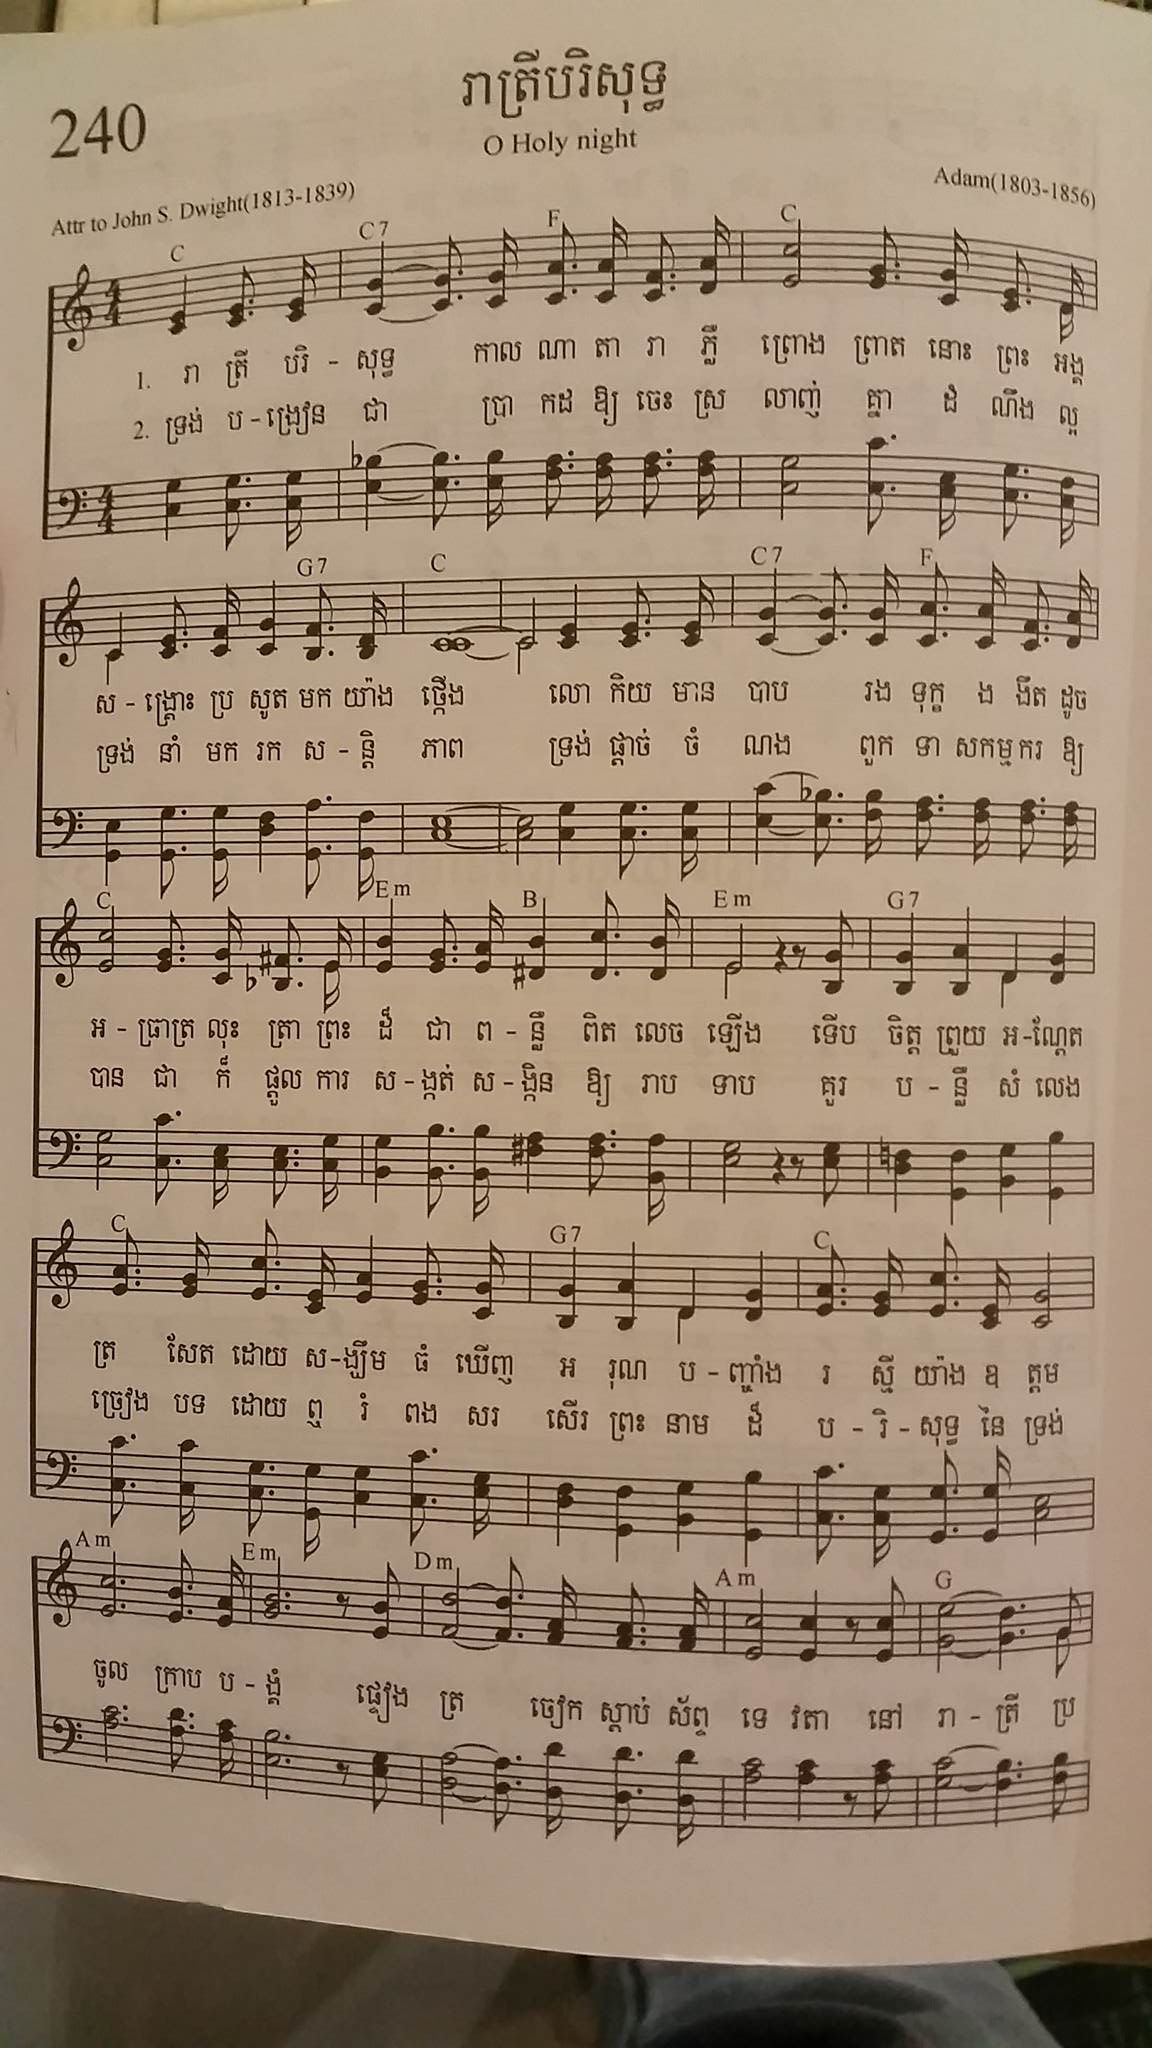 240
រាត្រីបរិសុទ្ធ
O Holy night
Attr to John S. Dwight(1813-1839)
Adam(1803-1856)
C C7 F C
1. រា ត្រី បរិ - សុទ្ធ កាល ណា តា រា ភ្លឺ ព្រោង ព្រាត នោះ ព្រះ អង្គ
2. ទ្រង់ ប - ង្រៀន ជា ប្រា កដ ឱ្យ ចេះ ស្រ លាញ់ គ្នា ដំ ណឹង ល្អ
G7 C C7 F
ស - ង្គ្រោះ ប្រ សូត មក យ៉ាង ថ្កើង លោ កិយ មាន បាប រង ទុក្ខ ង ងឹត ដូច
ទ្រង់ នាំ មក រក ស - ន្តិ ភាព ទ្រង់ ផ្តាច់ ចំ ណង ពួក ទា សកម្មករ ឱ្យ
C Em B Em G7
អ - ធ្រាត្រ លុះ ត្រា ព្រះ ដ៏ ជា ព - ន្លឺ ពិត លេច ឡើង ទើប ចិត្ត ព្រួយ អ-ណ្តែត
បាន ជា ក៏ ផ្តួល ការ ស - ង្កត់ ស - ង្កិន ឱ្យ រាប ទាប គួរ ប - ន្លឺ សំ លេង
C G7 C
ត្រ សែត ដោយ ស-ង្ឃឹម ធំ ឃើញ អ រុណ ប - ញ្ចាំង រ ស្មី យ៉ាង ឧ ត្តម
ច្រៀង បទ ដោយ ឮ រំ ពង សរ សើរ ព្រះ នាម ដ៏ ប - រិ - សុទ្ធ នៃ ទ្រង់
Am Em Dm Am G
ចូល ក្រាប ប - ង្គំ ផ្ទៀង ត្រ ចៀក ស្តាប់ ស័ព្ទ ទេ វតា នៅ រា - ត្រី ប្រ